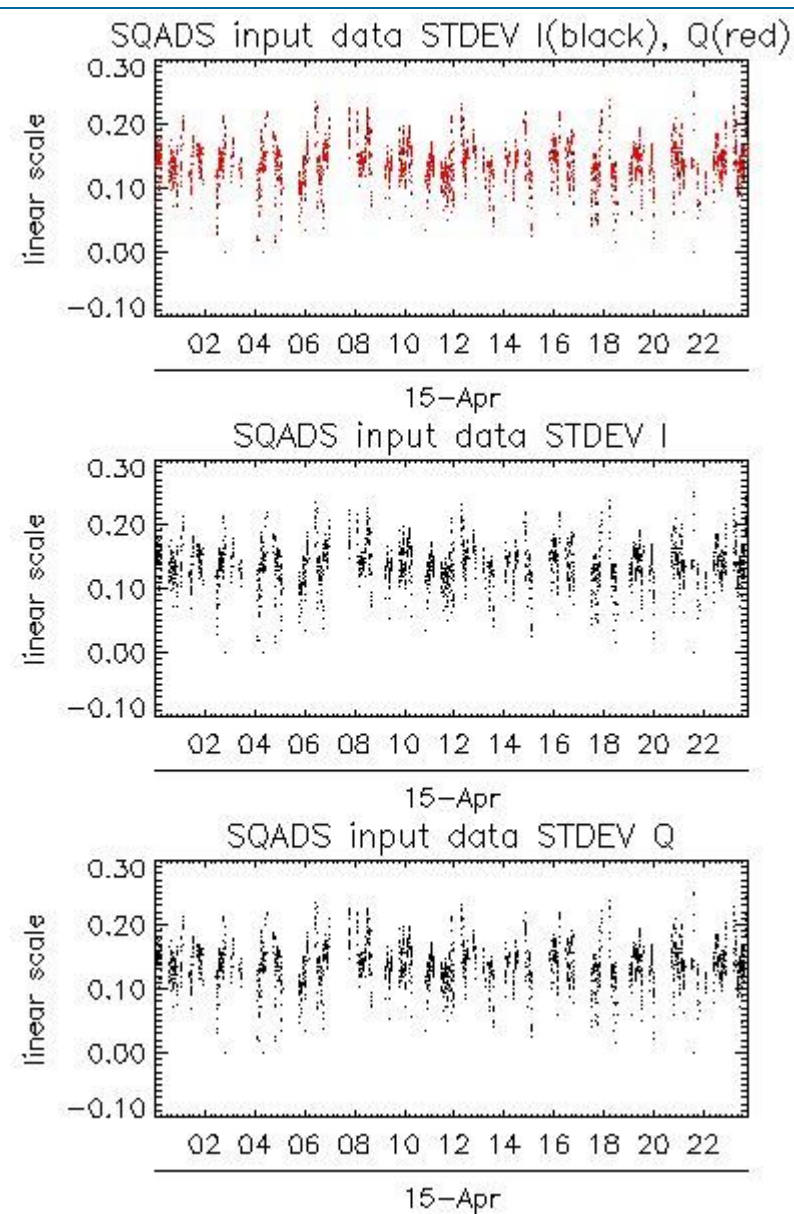 SQADS input data STDEV I(black), Q(red)
0.30
0.20
0.10
0.00
−0.10
linear scale
02 04 06 08 10 12 14 16 18 20 22
15−Apr
SQADS input data STDEV I
0.30
0.20
0.10
0.00
−0.10
linear scale
02 04 06 08 10 12 14 16 18 20 22
15−Apr
SQADS input data STDEV Q
0.30
0.20
0.10
0.00
−0.10
linear scale
02 04 06 08 10 12 14 16 18 20 22
15−Apr